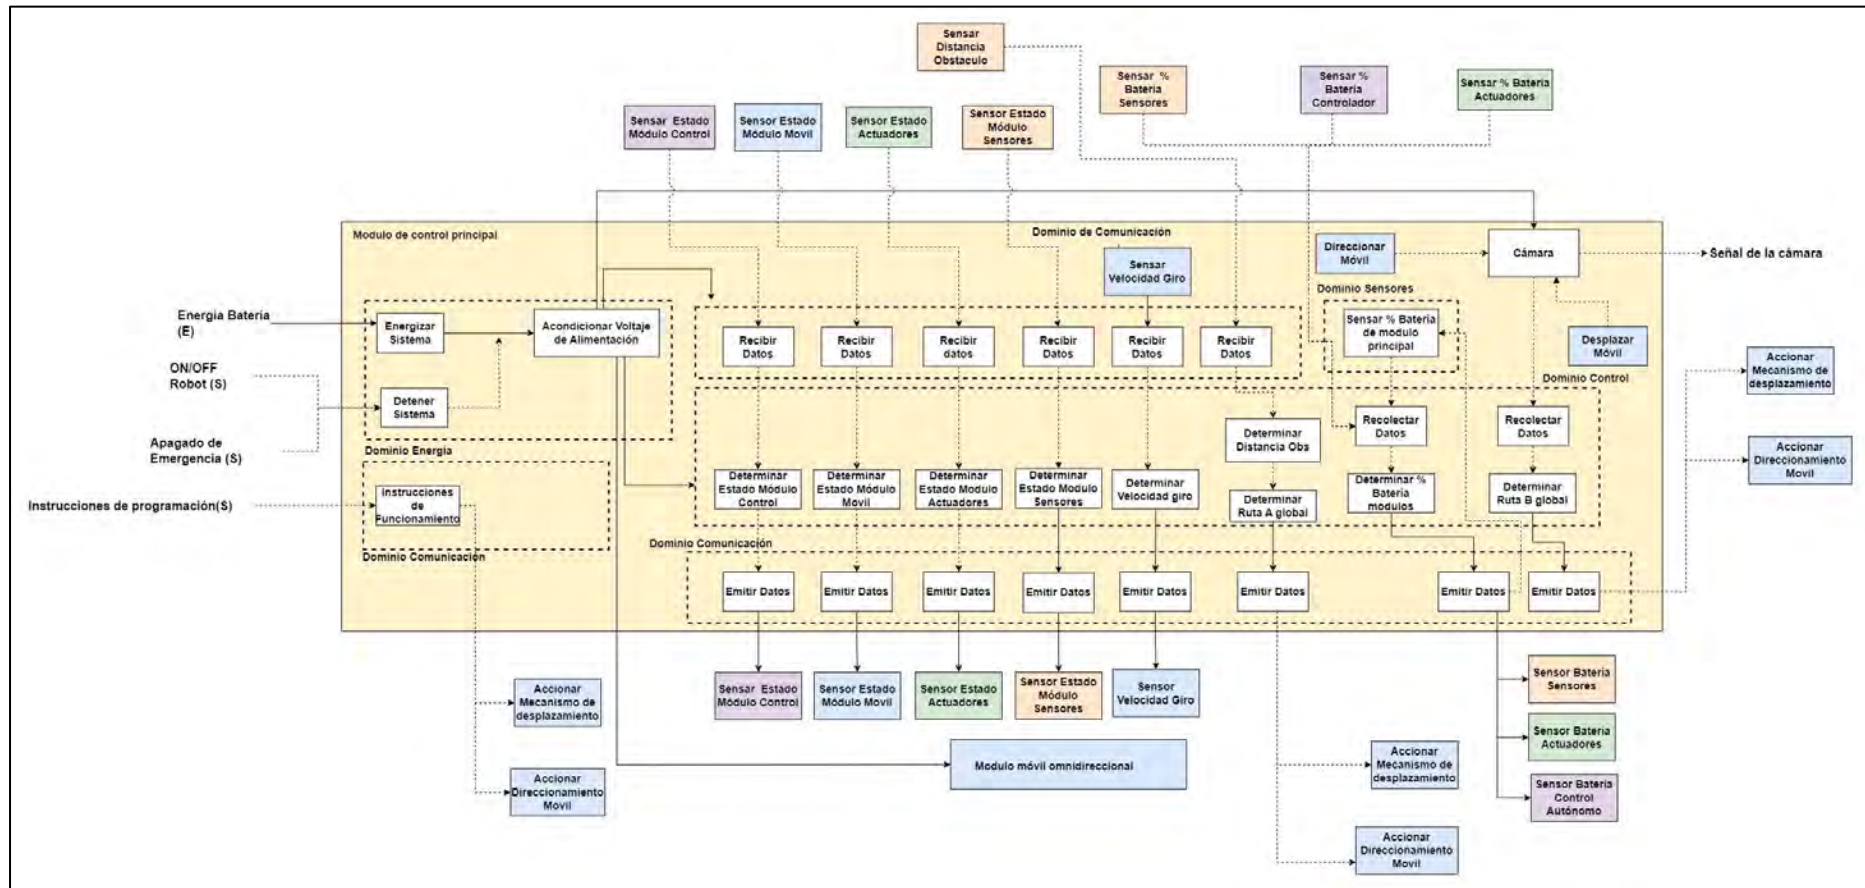 Sensar
Distancia
Obstaculo
Sensar %
Bateria
Sensores
Sensar %
Bateria
Controlador
Sensar % Bateria
Actuadores
Sensar Estado
Módulo Control
Sensor Estado
Módulo Movil
Sensor Estado
Actuadores
Sensor Estado
Módulo
Sensores
Modulo de control principal
Dominio de Comunicación
Sensar
Velocidad Giro
Direccionar
Móvil
Cámara
Señal de la cámara
Dominio Sensores
Energia Bateria
(E)
Energizar
Sistema
Acondicionar Voltaje
de Alimentación
Recibir
Datos
Recibir
Datos
Recibir
datos
Recibir
Datos
Recibir
Datos
Recibir
Datos
Sensar % Bateria
de modulo
principal
Desplazar
Móvil
Accionar
Mecanismo de
desplazamiento
ON/OFF
Robot (S)
Detener
Sistema
Dominio Control
Apagado de
Emergencia (S)
Dominio Energia
Determinar
Distancia Obs
Recolectar
Datos
Recolectar
Datos
Accionar
Direccionamiento
Movil
Instrucciones de programación(S)
Instrucciones
de
Funcionamiento
Dominio Comunicación
Determinar
Estado Módulo
Control
Determinar
Estado Módulo
Movil
Determinar
Estado Modulo
Actuadores
Determinar
Estado Modulo
Sensores
Determinar
Velocidad giro
Determinar
Ruta A global
Determinar %
Bateria
modulos
Determinar
Ruta B global
Dominio Comunicación
Emitir Datos
Emitir Datos
Emitir Datos
Emitir Datos
Emitir Datos
Emitir Datos
Emitir Datos
Emitir Datos
Accionar
Mecanismo de
desplazamiento
Sensar Estado
Módulo Control
Sensor Estado
Módulo Movil
Sensor Estado
Actuadores
Sensor Estado
Módulo
Sensores
Sensor
Velocidad Giro
Sensor Bateria
Sensores
Sensor Bateria
Actuadores
Accionar
Direccionamiento
Movil
Modulo móvil omnidireccional
Accionar
Mecanismo de
desplazamiento
Sensor Bateria
Control
Autónomo
Accionar
Direccionamiento
Movil